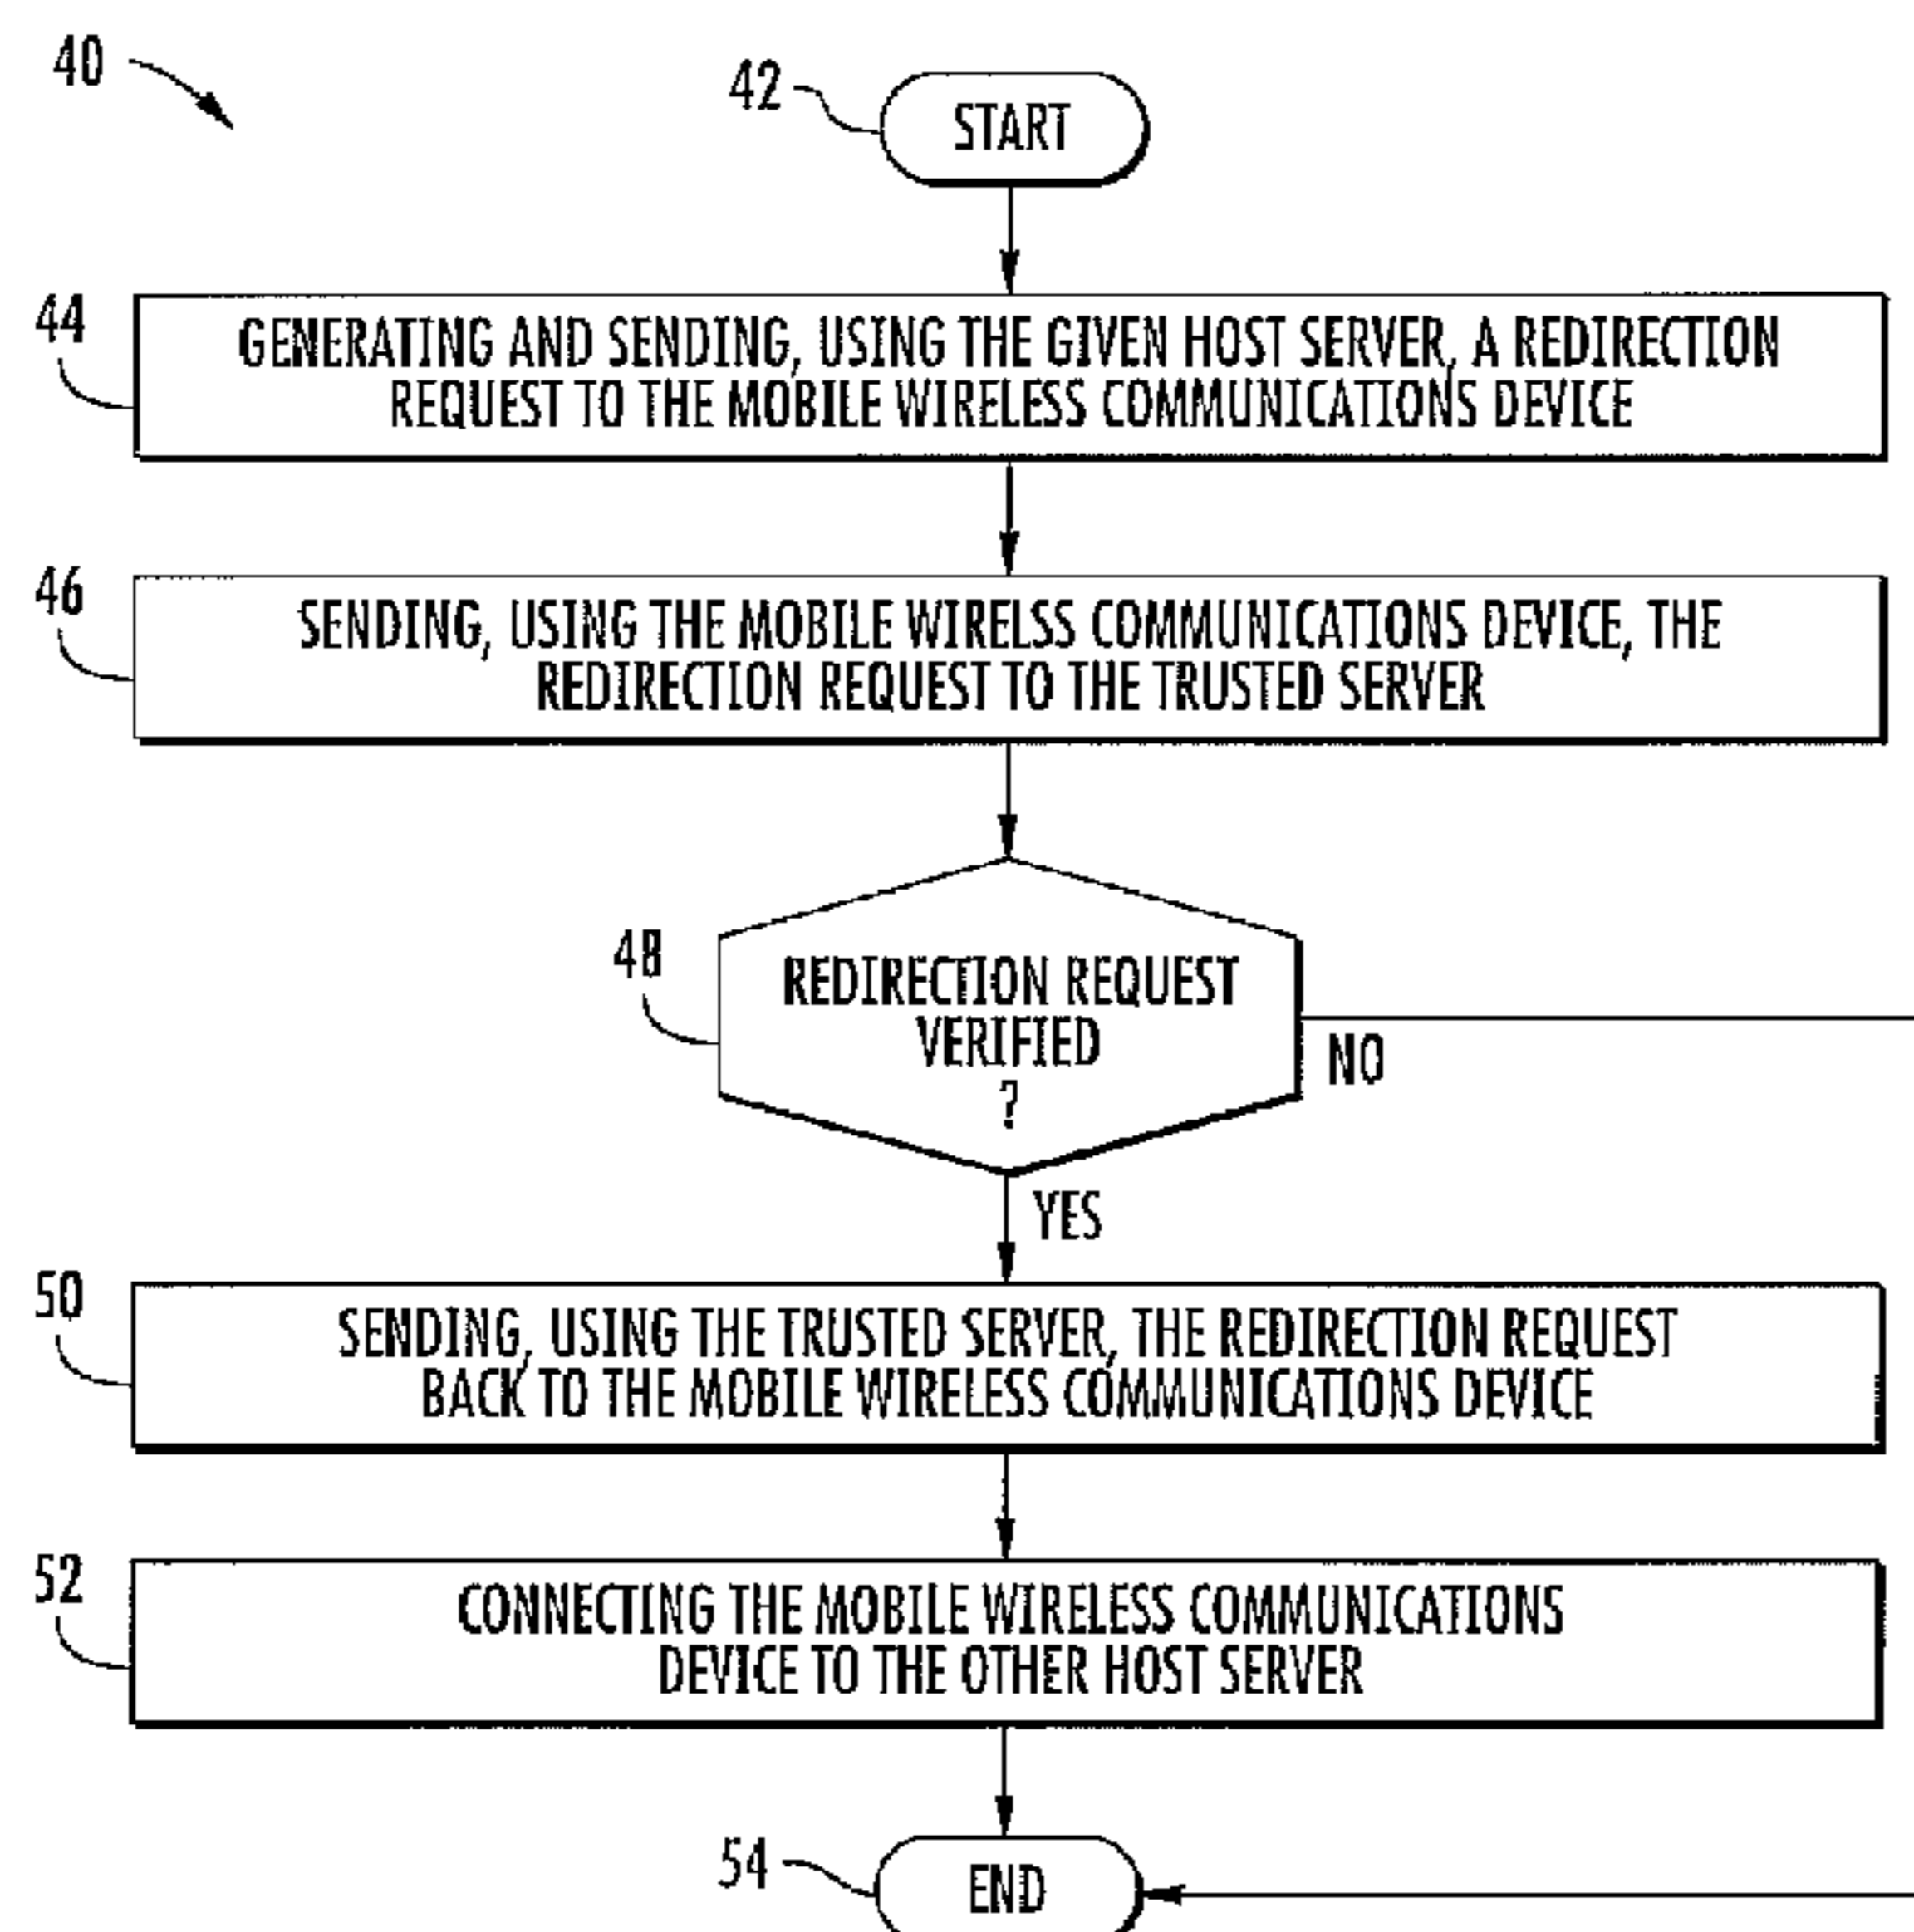 40
42
START
44
GENERATING AND SENDING, USING THE GIVEN HOST SERVER, A REDIRECTION
REQUEST TO THE MOBILE WIRELESS COMMUNICATIONS DEVICE
46
SENDING, USING THE MOBILE WIRELSS COMMUNICATIONS DEVICE, THE
REDIRECTION REQUEST TO THE TRUSTED SERVER
48
REDIRECTION REQUEST
VERIFIED
?
NO
YES
50
SENDING, USING THE TRUSTED SERVER, THE REDIRECTION REQUEST
BACK TO THE MOBILE WIRELESS COMMUNICATIONS DEVICE
52
CONNECTING THE MOBILE WIRELESS COMMUNICATIONS
DEVICE TO THE OTHER HOST SERVER
54
END